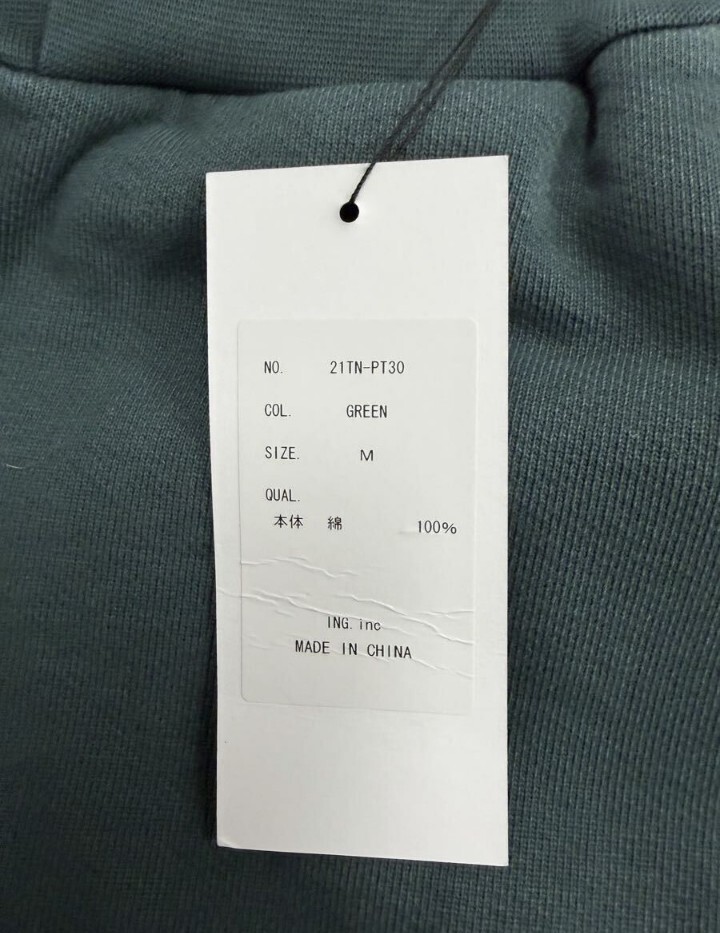 NO. 21TN-PT30
COL. GREEN
SIZE. M
QUAL.
本体 綿 100%
ING. inc
MADE IN CHINA